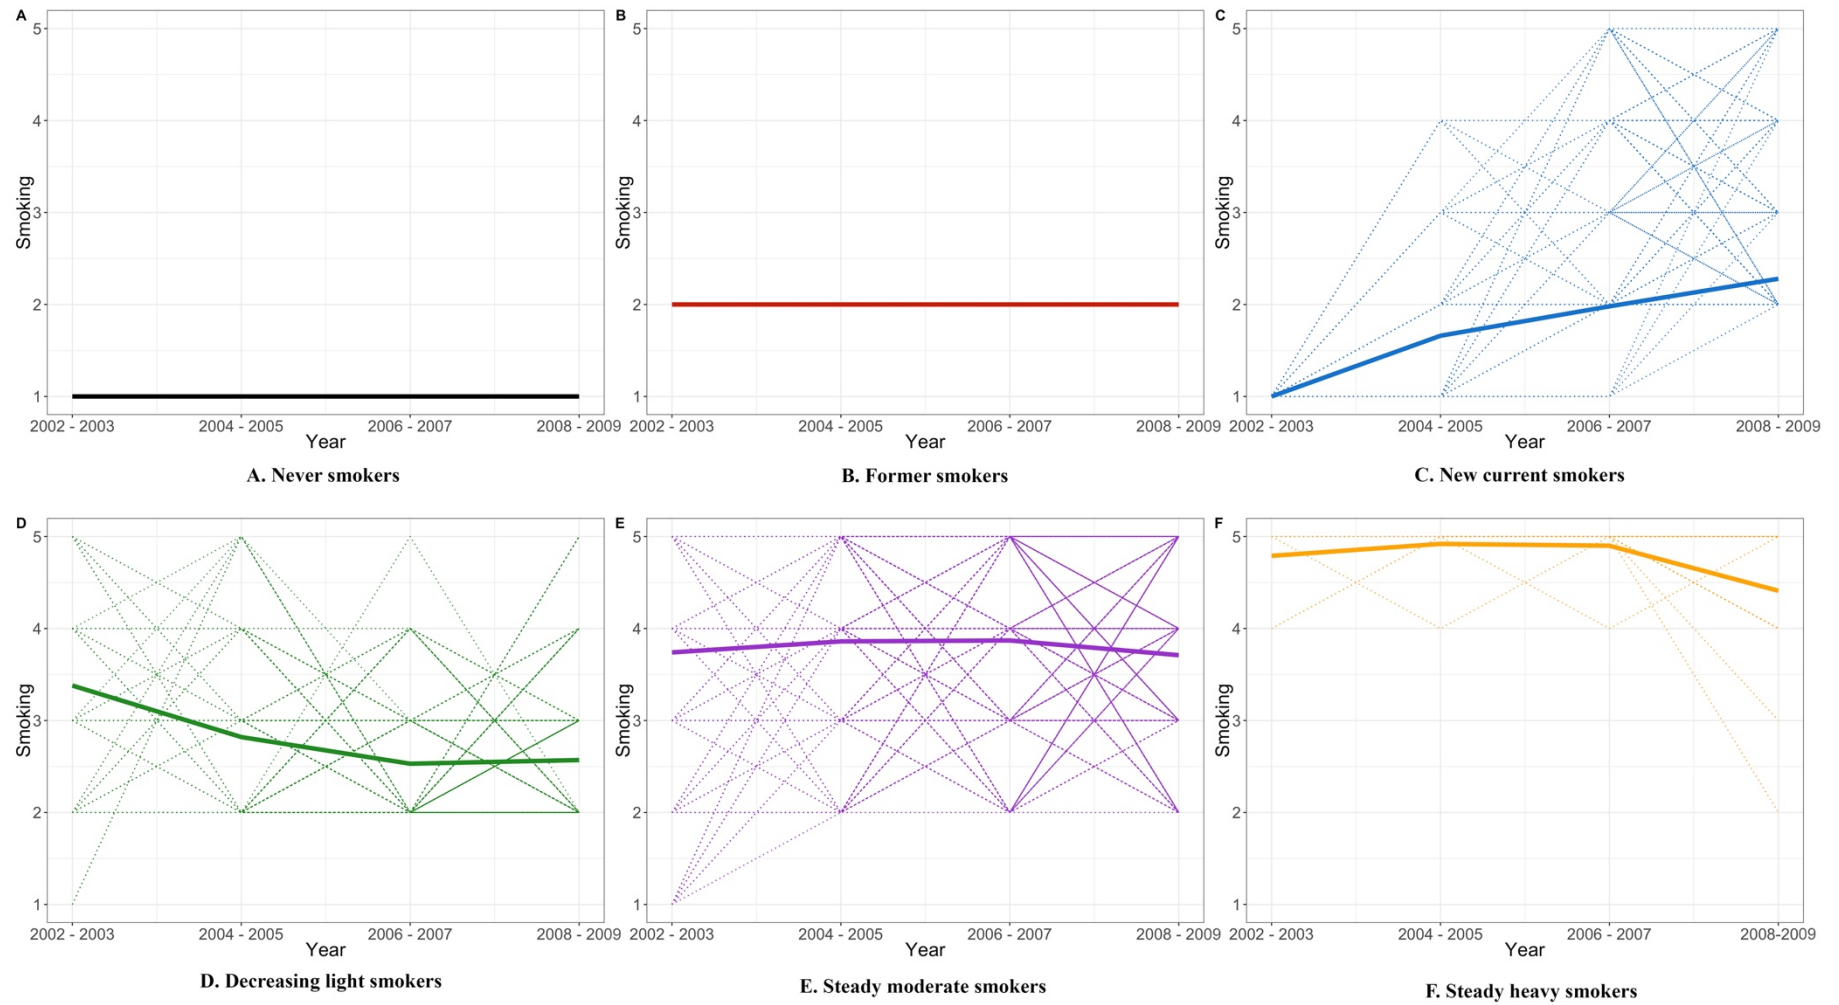 A
5
4
3
2
1
Smoking
2002 - 2003
2004 - 2005
2006 - 2007
2008 - 2009
Year
A. Never smokers
B
5
4
3
2
1
Smoking
2002 - 2003
2004 - 2005
2006 - 2007
2008 - 2009
Year
B. Former smokers
C
5
4
3
2
1
Smoking
2002 - 2003
2004 - 2005
2006 - 2007
2008 - 2009
Year
C. New current smokers
D
5
4
3
2
1
Smoking
2002 - 2003
2004 - 2005
2006 - 2007
2008 - 2009
Year
D. Decreasing light smokers
E
5
4
3
2
1
Smoking
2002 - 2003
2004 - 2005
2006 - 2007
2008 - 2009
Year
E. Steady moderate smokers
F
5
4
3
2
1
Smoking
2002 - 2003
2004 - 2005
2006 - 2007
2008-2009
Year
F. Steady heavy smokers